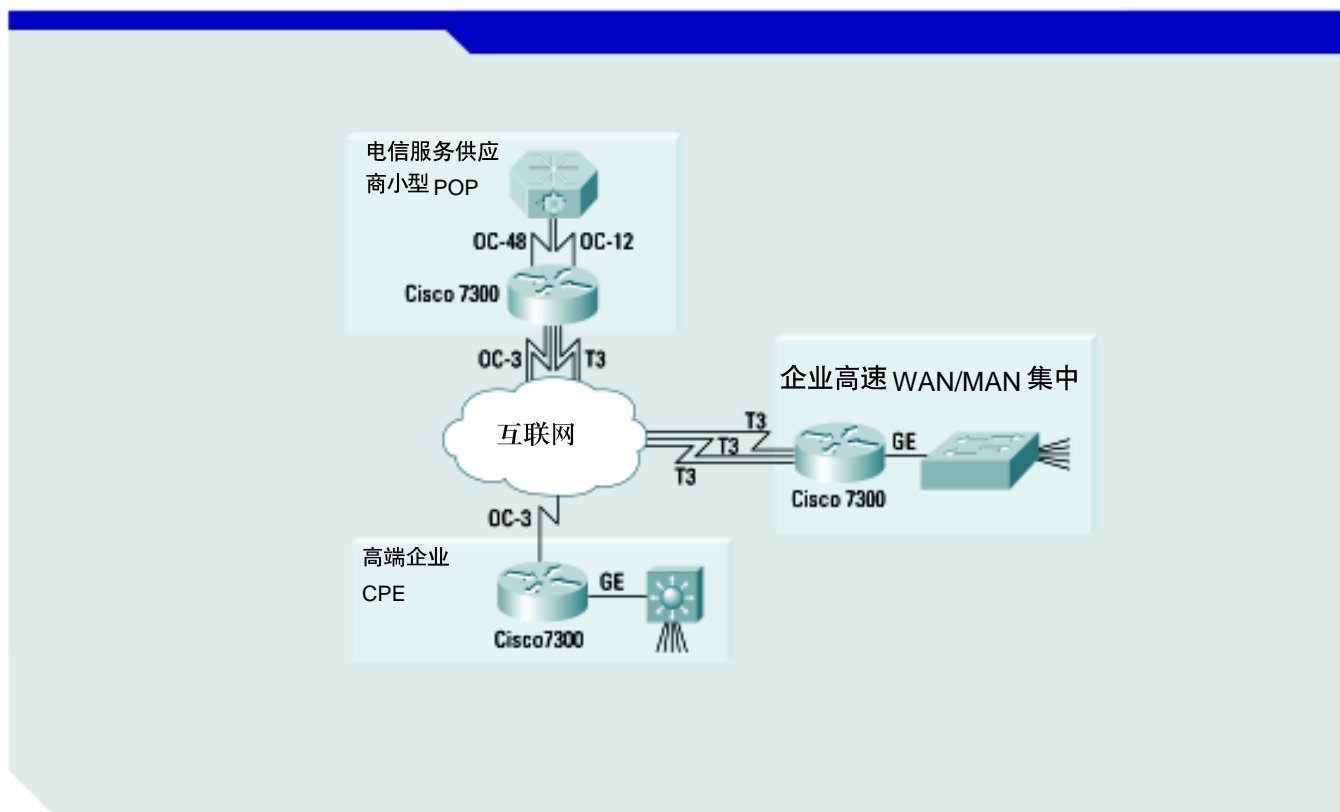 电信服务供应
商小型 POP
OC-48
OC-12
Cisco 7300
OC-3
T3
企业高速 WAN/MAN 集中
互联网
T3
T3
T3
GE
Cisco 7300
OC-3
高端企业
CPE
GE
Cisco7300